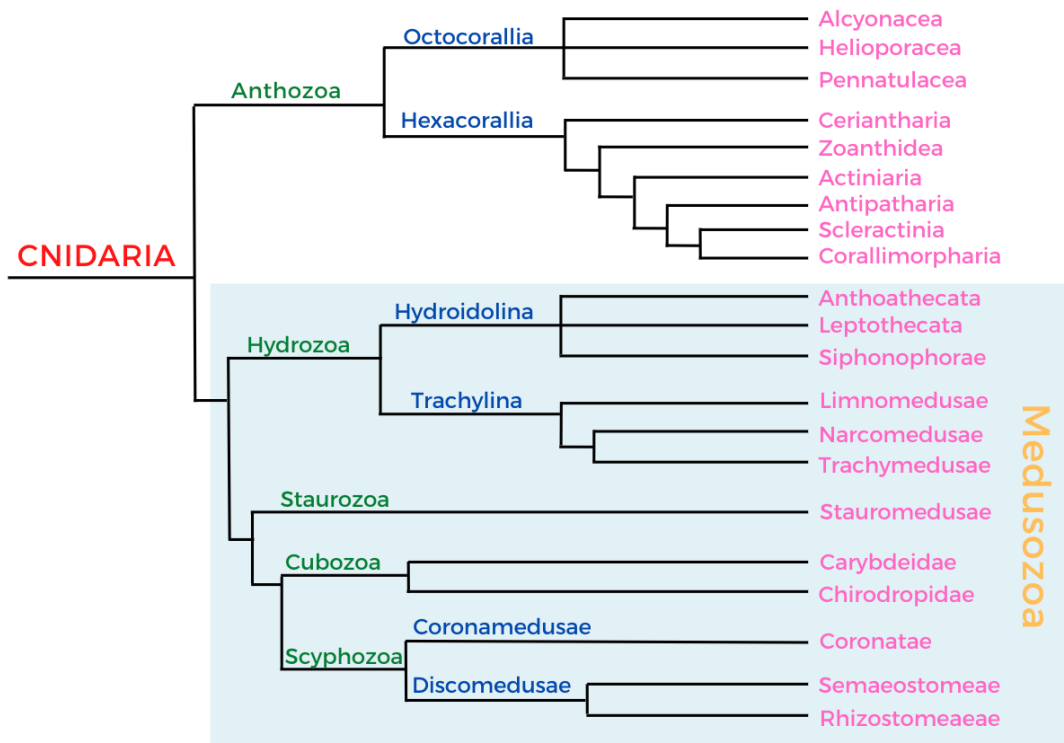 Alcyonacea
Octocorallia
Helioporacea
Pennatulacea
Anthozoa
Hexacorallia
Ceriantharia
Zoanthidea
Actiniaria
Antipatharia
Scleractinia
Corallimorpharia
CNIDARIA
Anthoathecata
Hydroidolina
Leptothecata
Hydrozoa
Siphonophorae
Trachylina
Limnomedusae
Narcomedusae
Trachymedusae
Staurozoa
Stauromedusae
Cubozoa
Carybdeidae
Chirodropidae
Coronamedusae
Coronatae
Scyphozoa
Discomedusae
Semaeostomeae
Rhizostomeaeae
Medusozoa